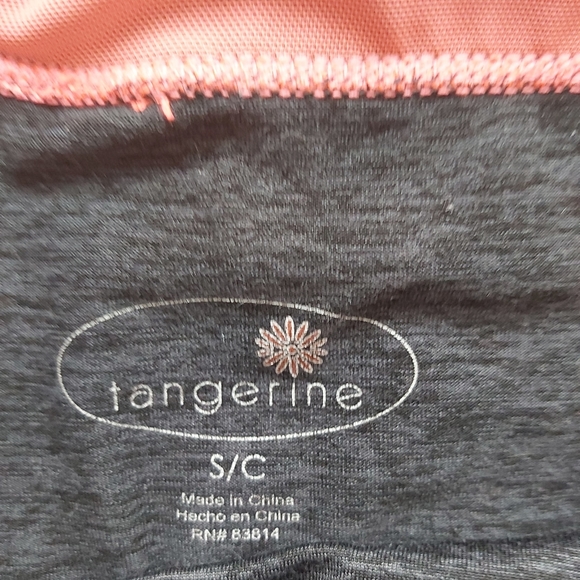 tangerine
S/C
Made in China
Hecho en China
RN# 83814